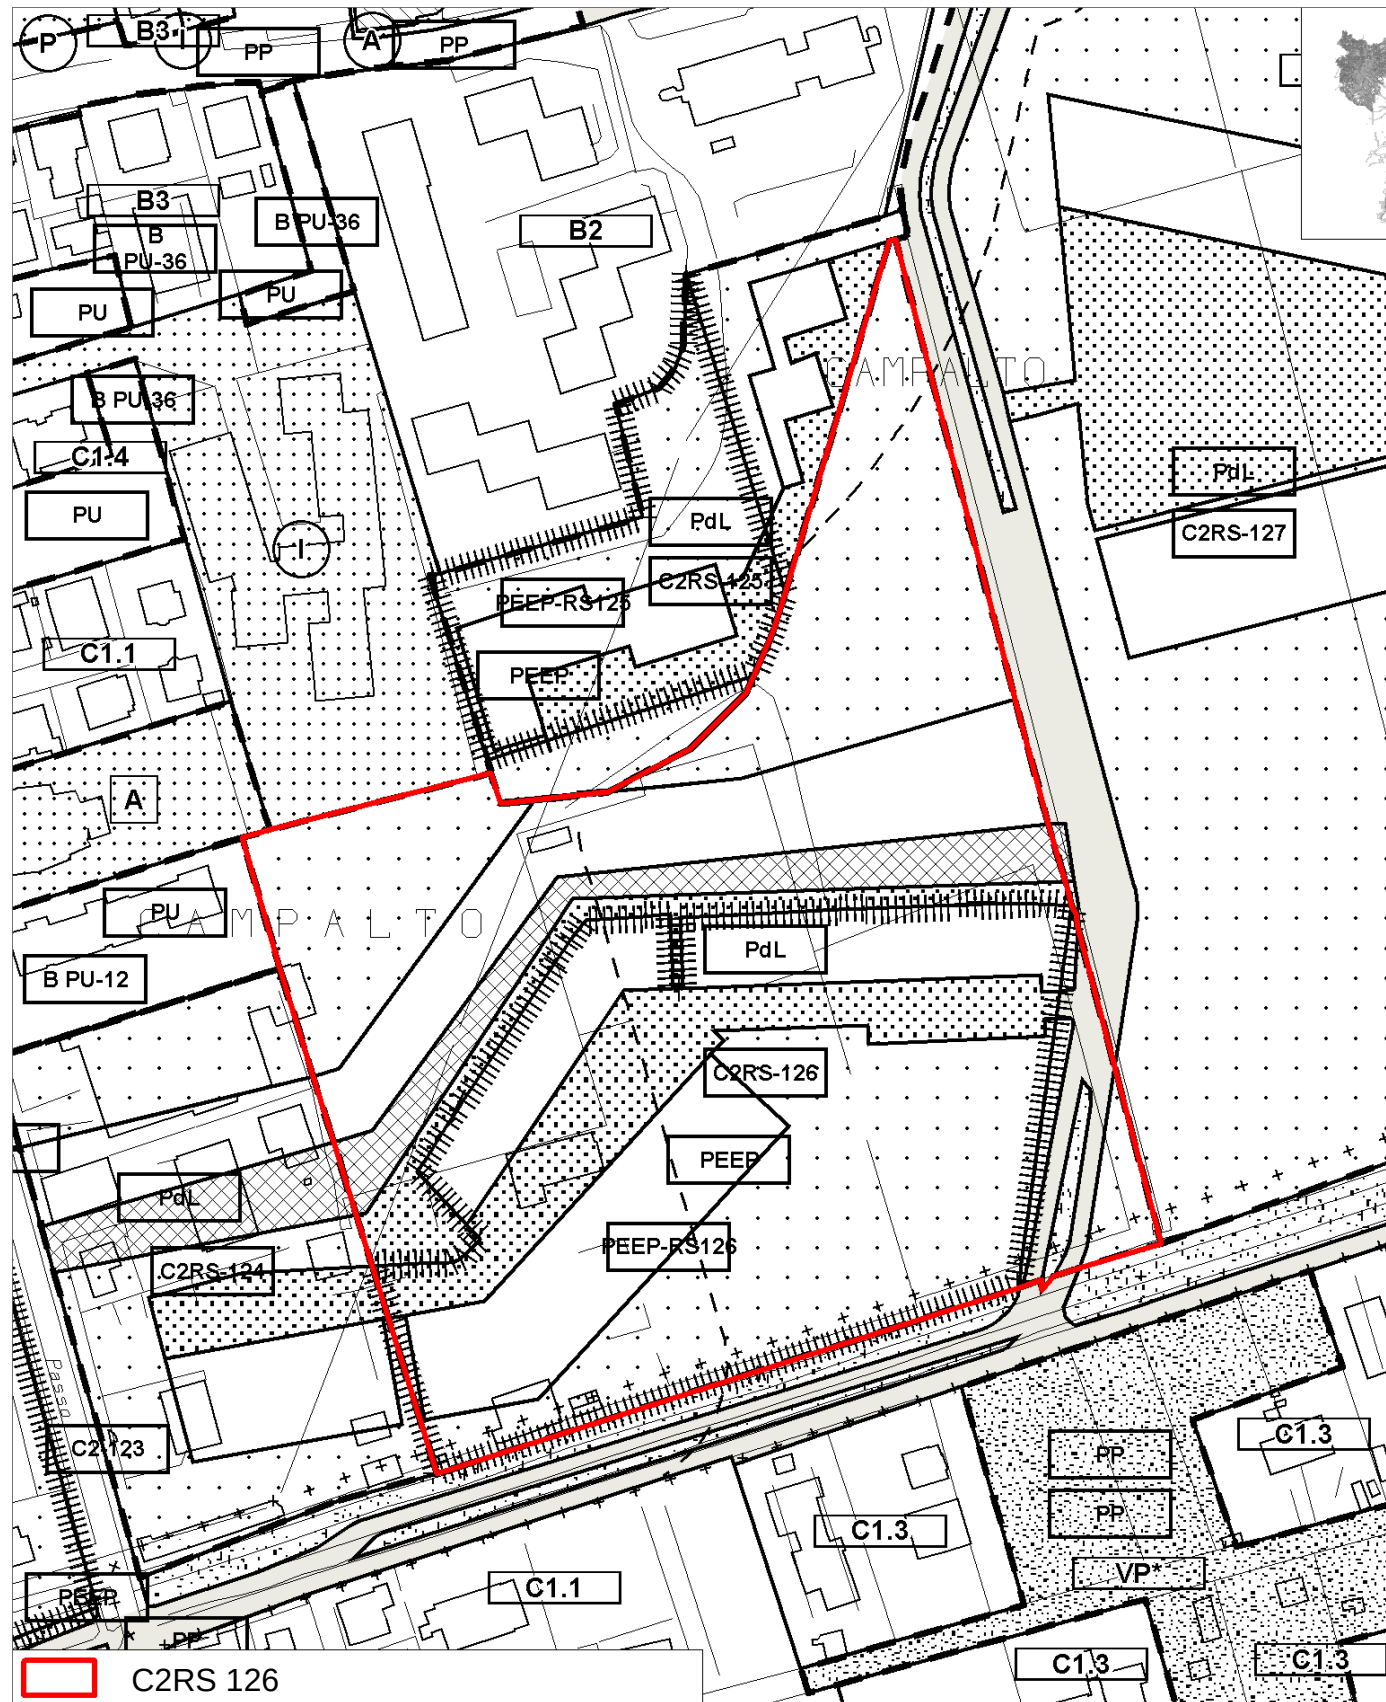 P
B3
I
PP
A
PP
B3
B
PU-36
B PU-36
B2
PU
PU
CAMPALTO
B PU-36
C1.4
PU
I
PdL
PdL
C2RS-127
C2RS-125
PEEP-RS125
C1.1
PEEP
A
PU
CAMPALTO
PdL
B PU-12
C2RS-126
PEEP
PdL
PEEP-RS126
C2RS-124
Passo
C2-123
C1.3
PP
PP
C1.3
VP*
PEEP
C1.1
PP
C1.3
C1.3
C2RS 126